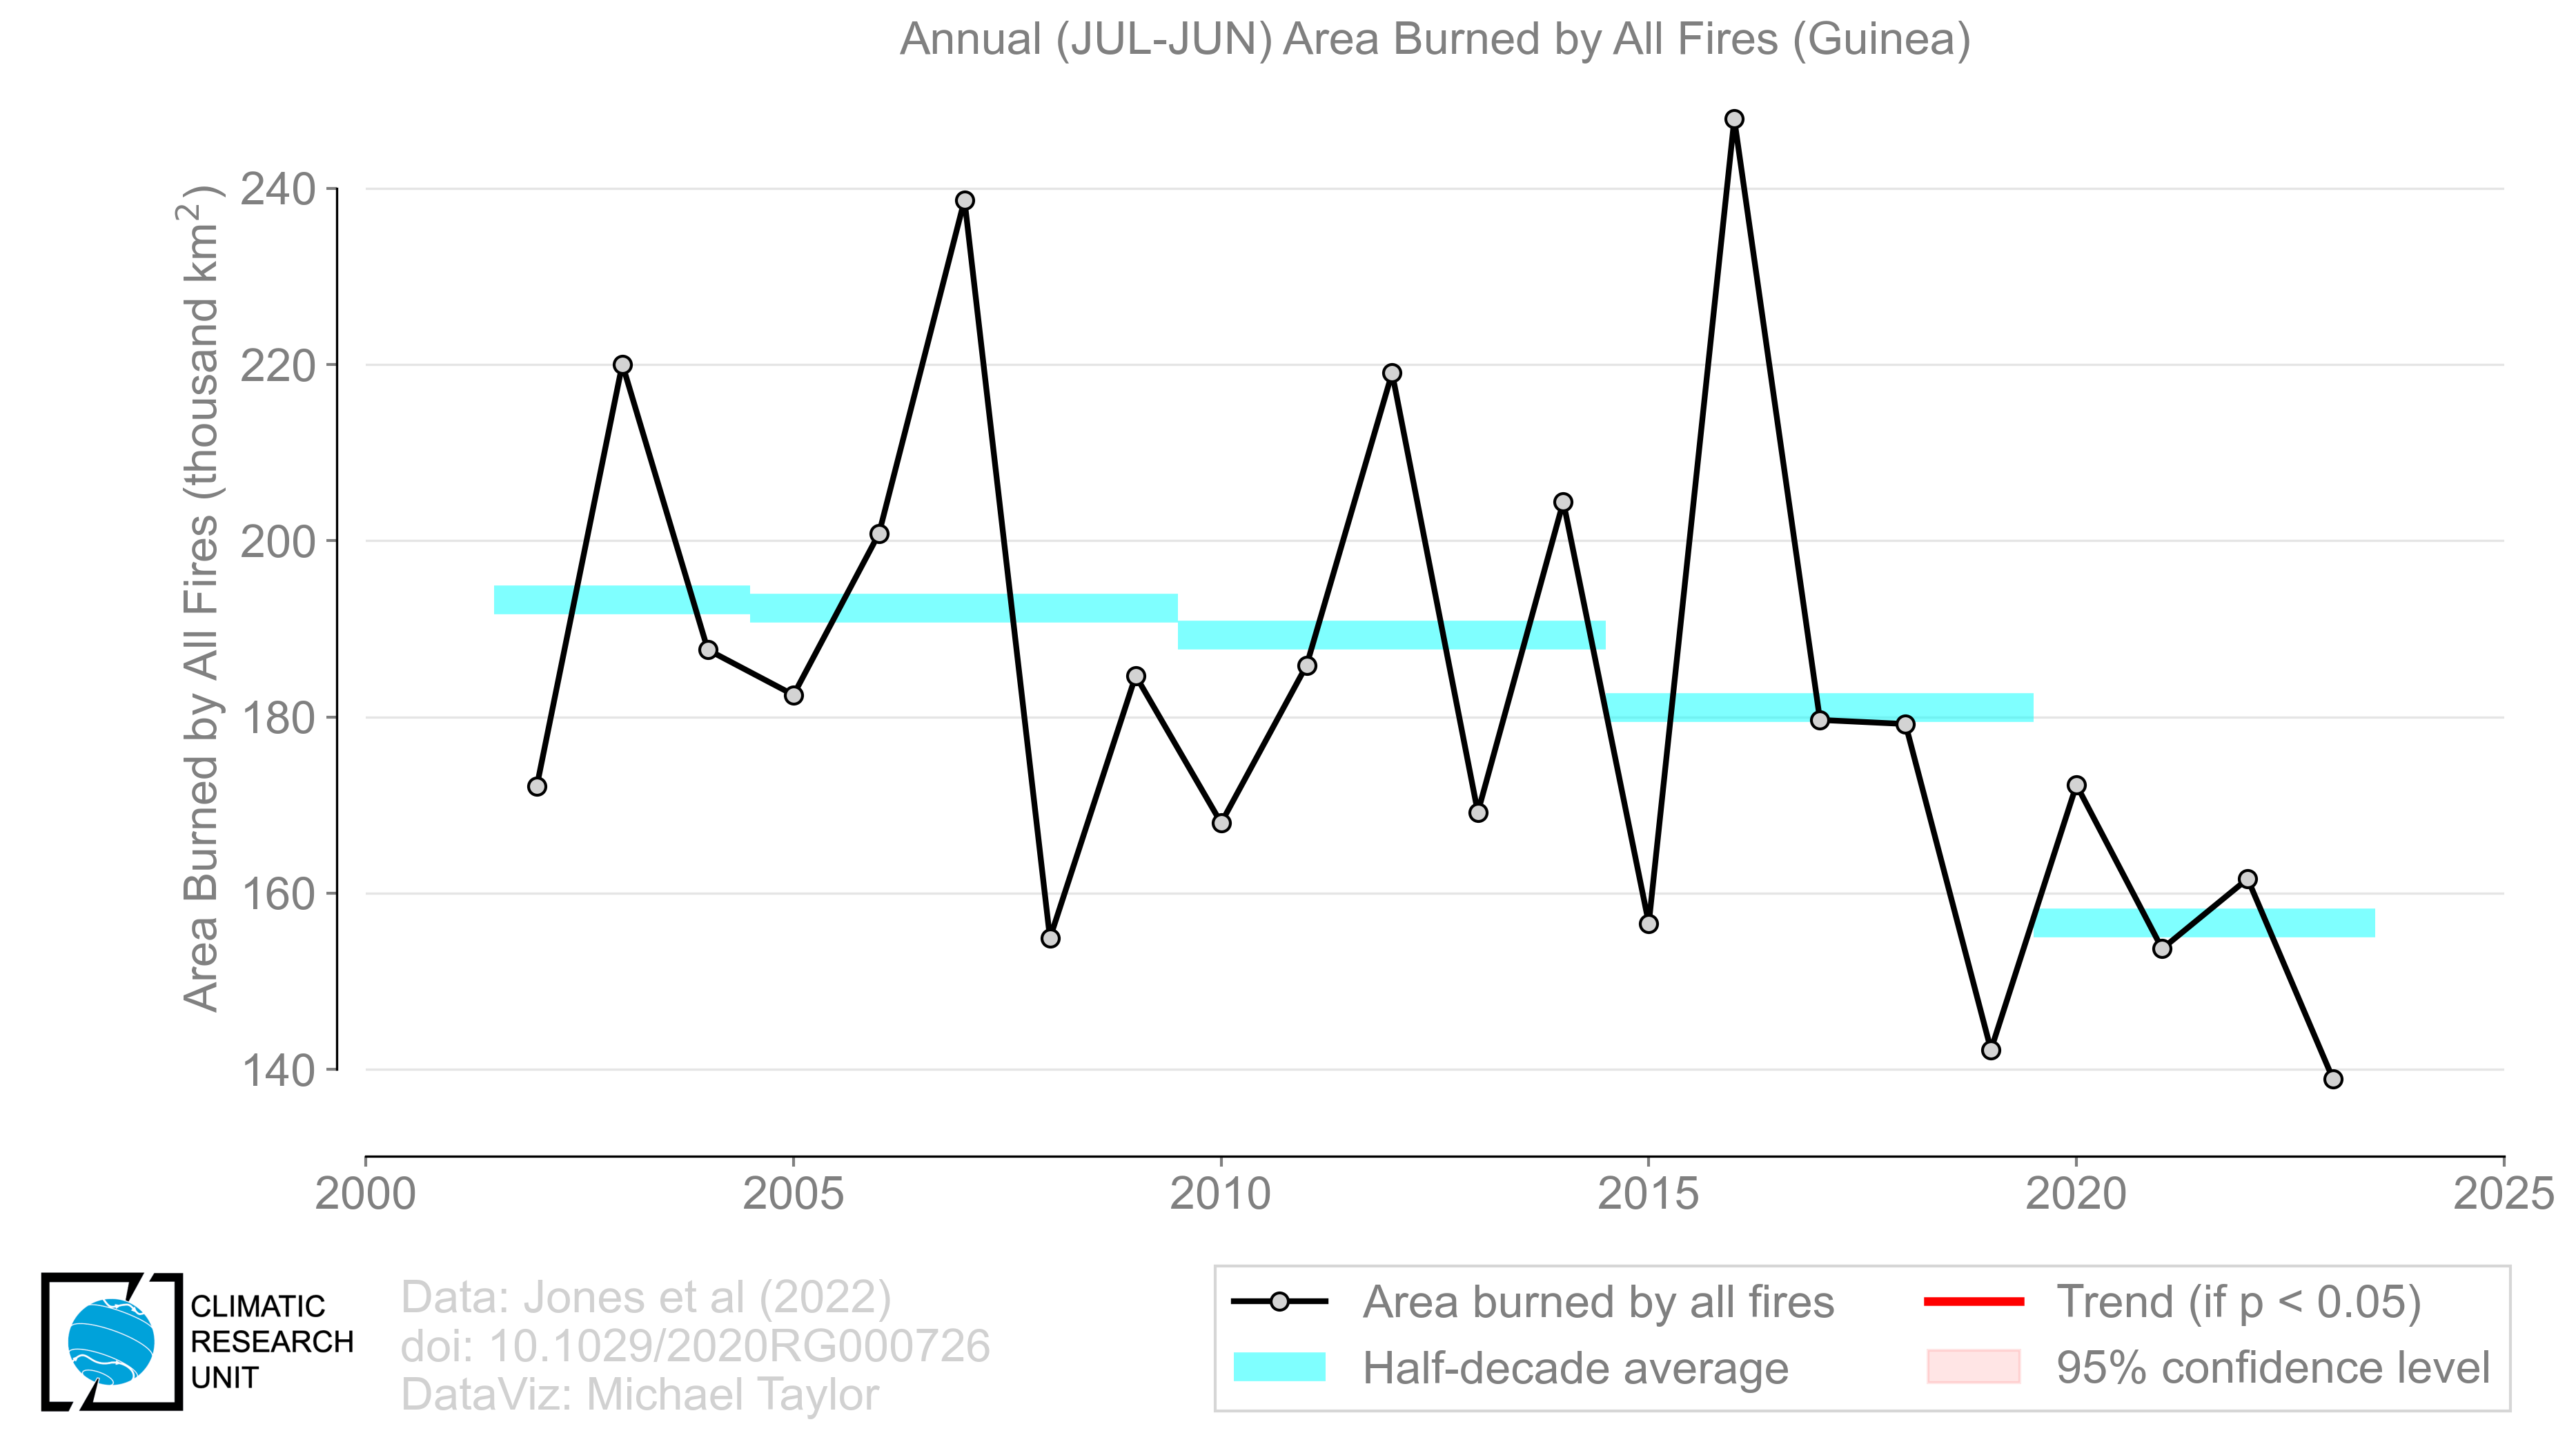 Annual (JUL-JUN) Area Burned by All Fires (Guinea)
Area Burned by All Fires (thousand km²)
240
220
200
180
160
140
2000 2005 2010 2015 2020 2025
CLIMATIC
RESEARCH
UNIT
Data: Jones et al (2022)
doi: 10.1029/2020RG000726
DataViz: Michael Taylor
Area burned by all fires
Half-decade average
Trend (if p < 0.05)
95% confidence level